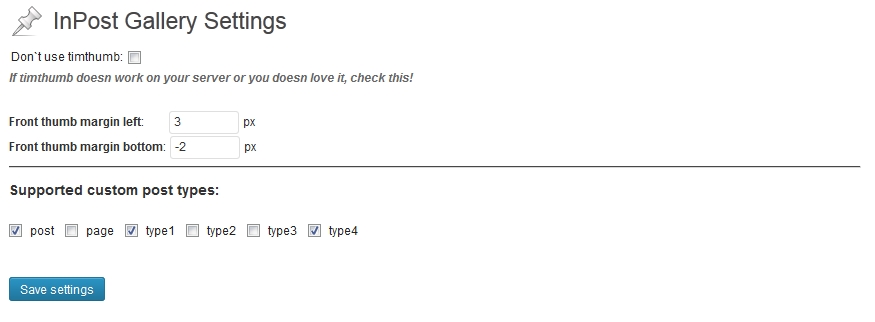 InPost Gallery Settings
Don`t use timthumb:
If timthumb doesn work on your server or you doesn love it, check this!
Front thumb margin left: 3 px
Front thumb margin bottom: -2 px
Supported custom post types:
post page type1 type2 type3 type4
Save settings